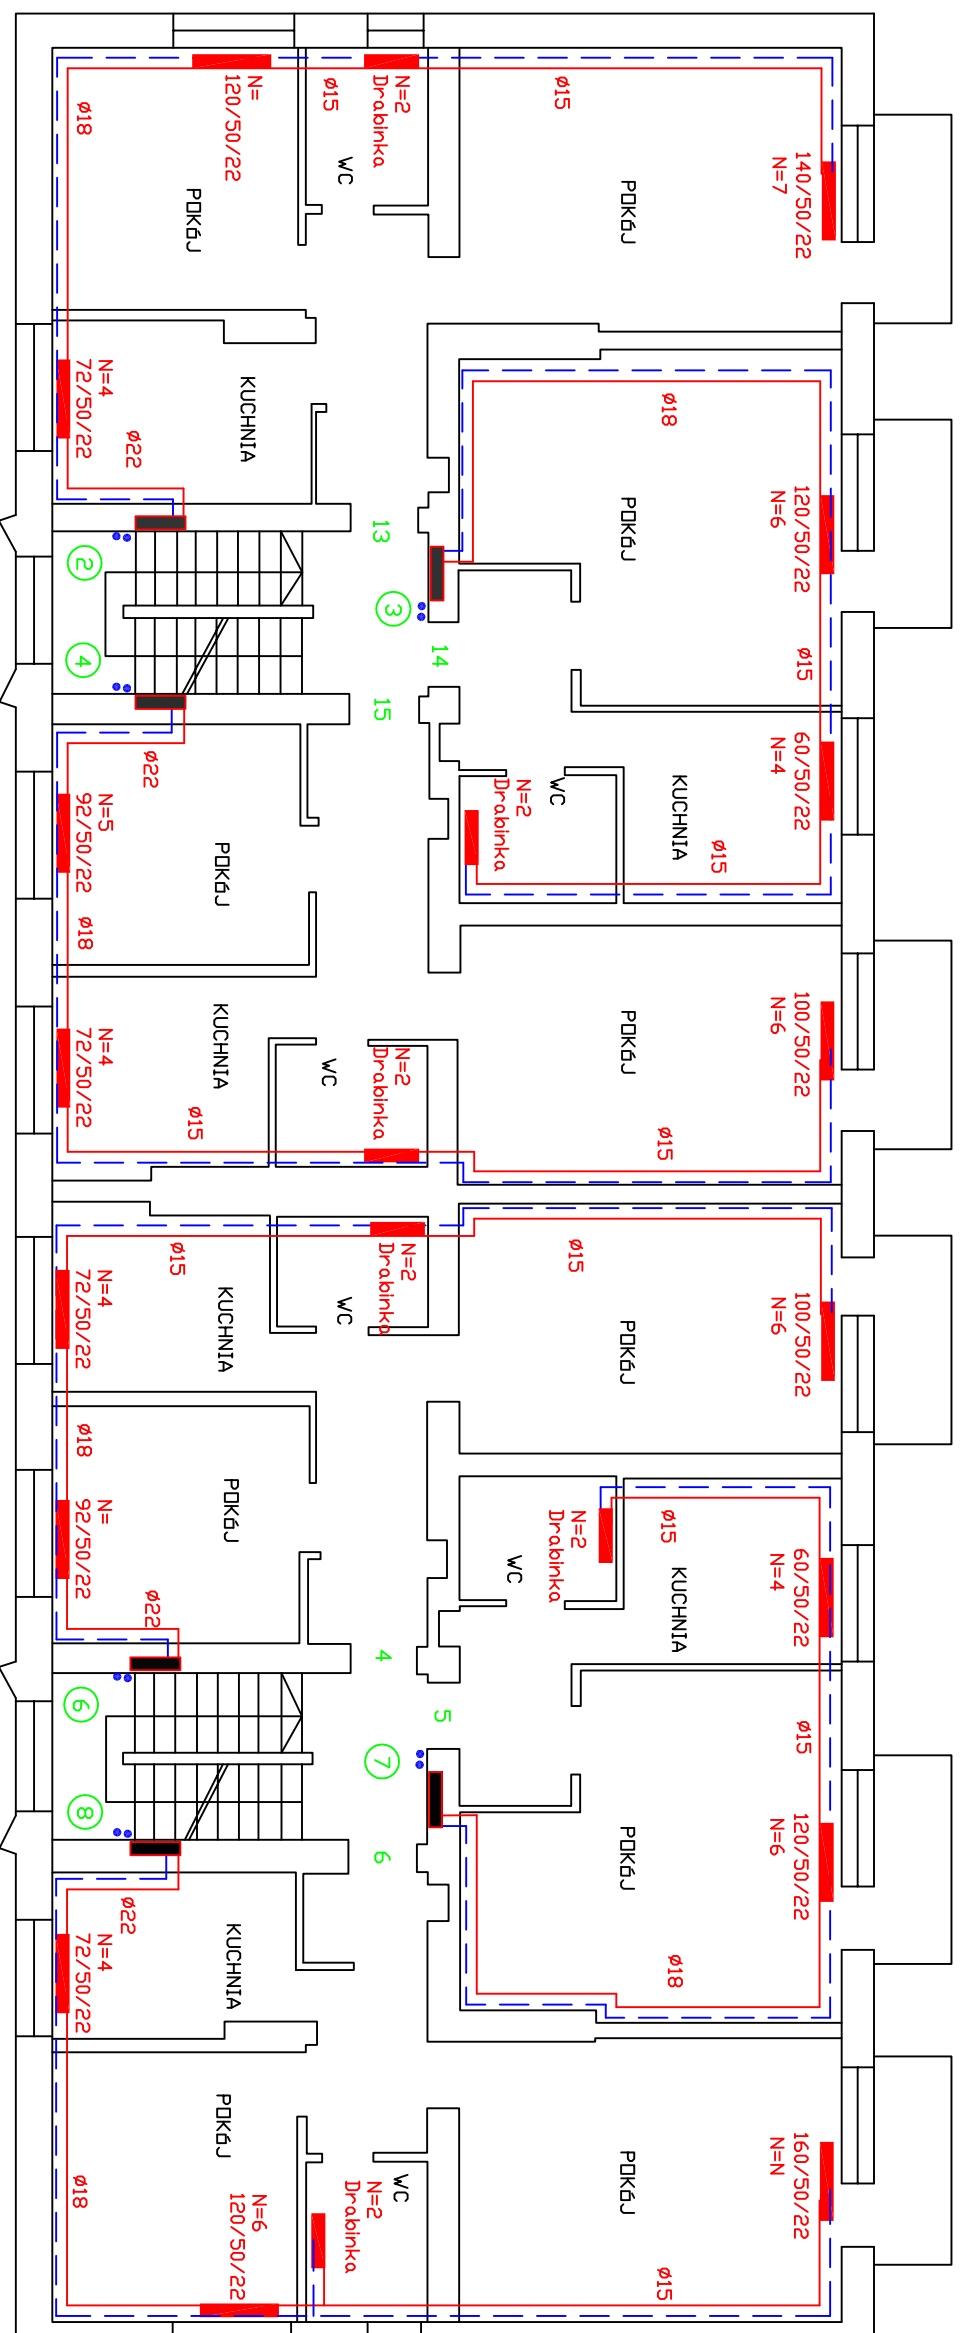 140/50/22
N=7
120/50/22
N=6
ø15
60/50/22
N=4
100/50/22
N=6
100/50/22
N=6
60/50/22
N=4
ø15
120/50/22
N=6
160/50/22
N=N
ø18
ø15
KUCHNIA
ø15
ø15
KUCHNIA
ø18
ø15
POKÓJ
POKÓJ
POKÓJ
POKÓJ
POKÓJ
POKÓJ
ø15
WC
N=2
Drabinka
ø15
N=2
Drabinka
WC
N=2
Drabinka
WC
ø15
13
3
14
15
N=2
Drabinka
WC
N=2
Drabinka
WC
4
5
7
6
WC
N=2
Drabinka
N=
120/50/22
POKÓJ
KUCHNIA
POKÓJ
KUCHNIA
ø15
KUCHNIA
ø15
POKÓJ
KUCHNIA
POKÓJ
N=6
120/50/22
ø18
N=4
72/50/22
ø22
2
4
ø22
N=5
92/50/22
ø18
N=4
72/50/22
N=4
72/50/22
ø18
N=
92/50/22
ø22
6
8
ø22
N=4
72/50/22
ø18